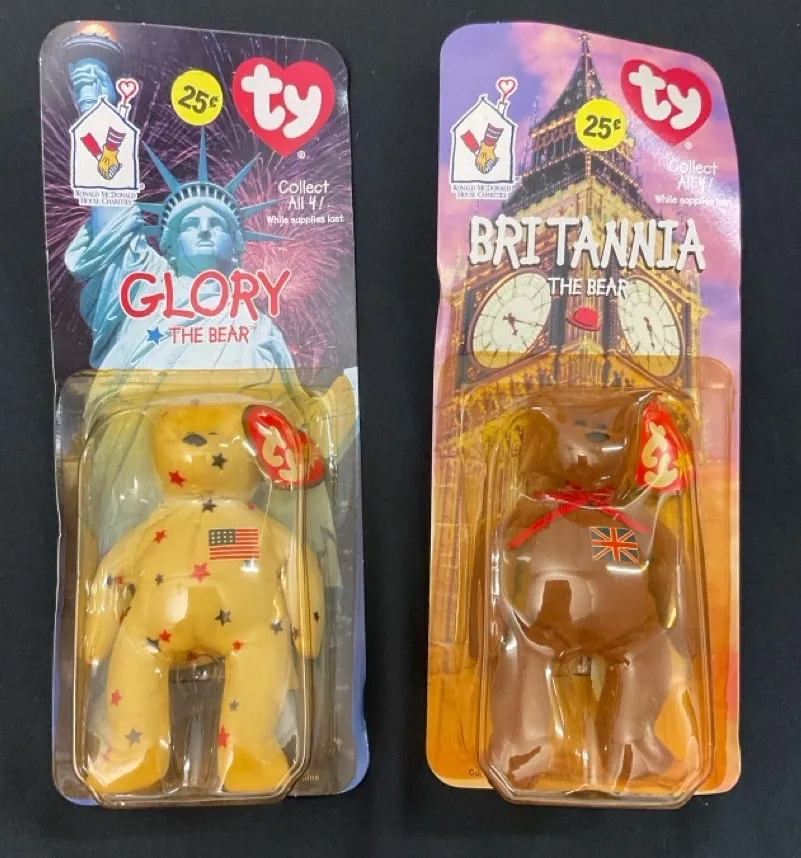 25¢
ty
®
RONALD MCDONALD
HOUSE CHARITIES®
Collect
All 4!
While supplies last
GLORY
THE BEAR™
ty
25¢
ty
®
RONALD MCDONALD
HOUSE CHARITIES®
Collect
All 4!
While supplies last
BRITANNIA
THE BEAR
ty